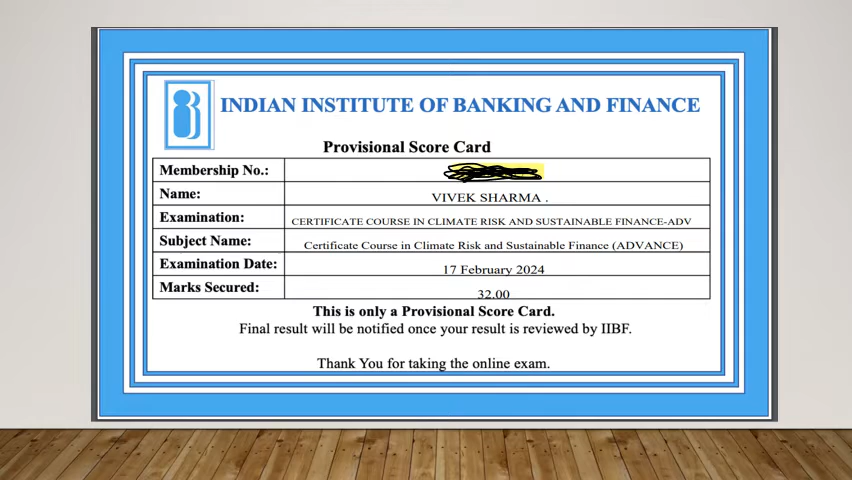 INDIAN INSTITUTE OF BANKING AND FINANCE
Provisional Score Card
Membership No.:
Name: VIVEK SHARMA .
Examination: CERTIFICATE COURSE IN CLIMATE RISK AND SUSTAINABLE FINANCE-ADV
Subject Name: Certificate Course in Climate Risk and Sustainable Finance (ADVANCE)
Examination Date: 17 February 2024
Marks Secured: 32.00
This is only a Provisional Score Card.
Final result will be notified once your result is reviewed by IIBF.
Thank You for taking the online exam.